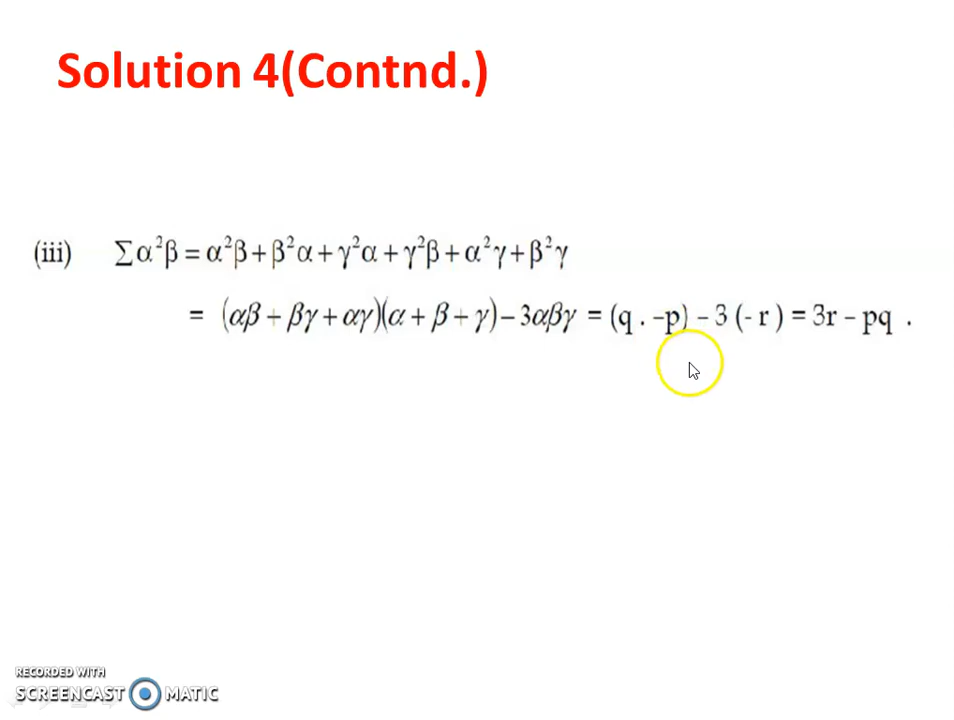 Solution 4(Contnd.)
(iii) ∑α²β = α²β + β²α + γ²α + γ²β + α²γ + β²γ
= (αβ + βγ + αγ)(α + β + γ) – 3αβγ = (q . –p) – 3 (- r ) = 3r – pq .
RECORDED WITH
SCREENCAST MATIC